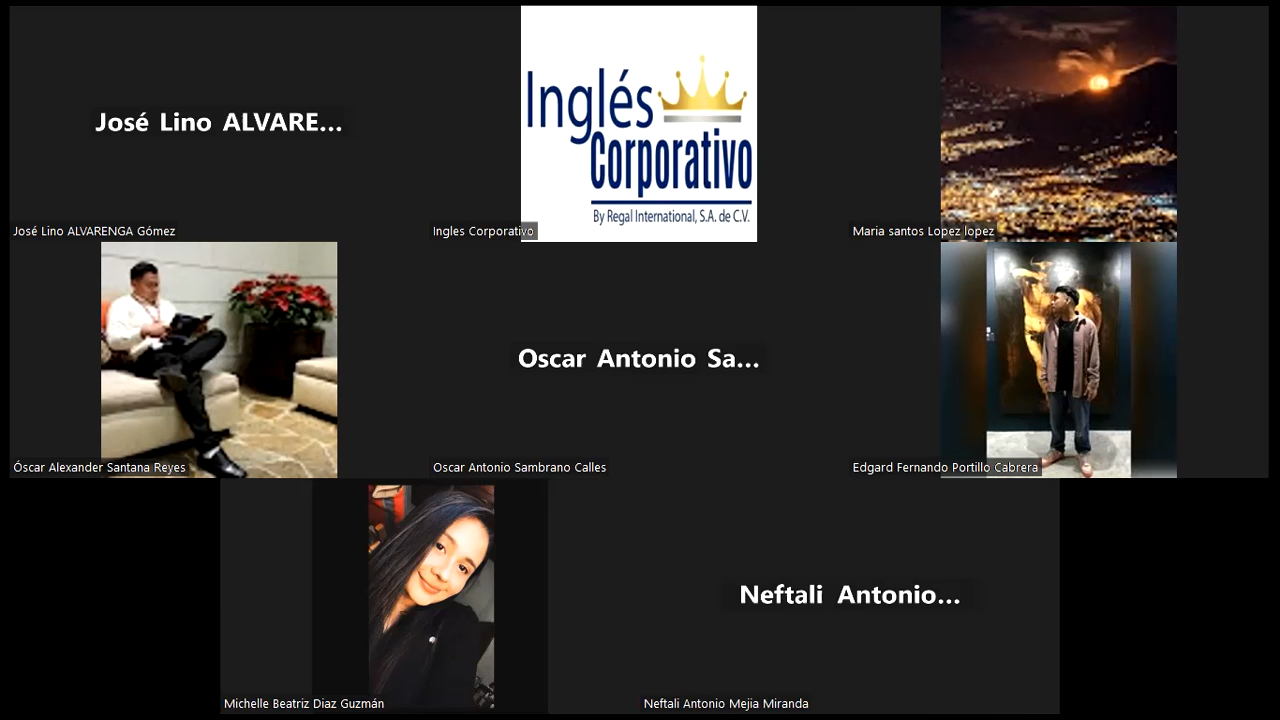 José Lino ALVARE...
José Lino ALVARENGA Gómez
Inglés
Corporativo
By Regal International, S.A. de C.V.
Ingles Corporativo
Maria santos Lopez lopez
Óscar Alexander Santana Reyes
Oscar Antonio Sa...
Oscar Antonio Sambrano Calles
Edgard Fernando Portillo Cabrera
Michelle Beatriz Diaz Guzmán
Neftali Antonio...
Neftali Antonio Mejia Miranda